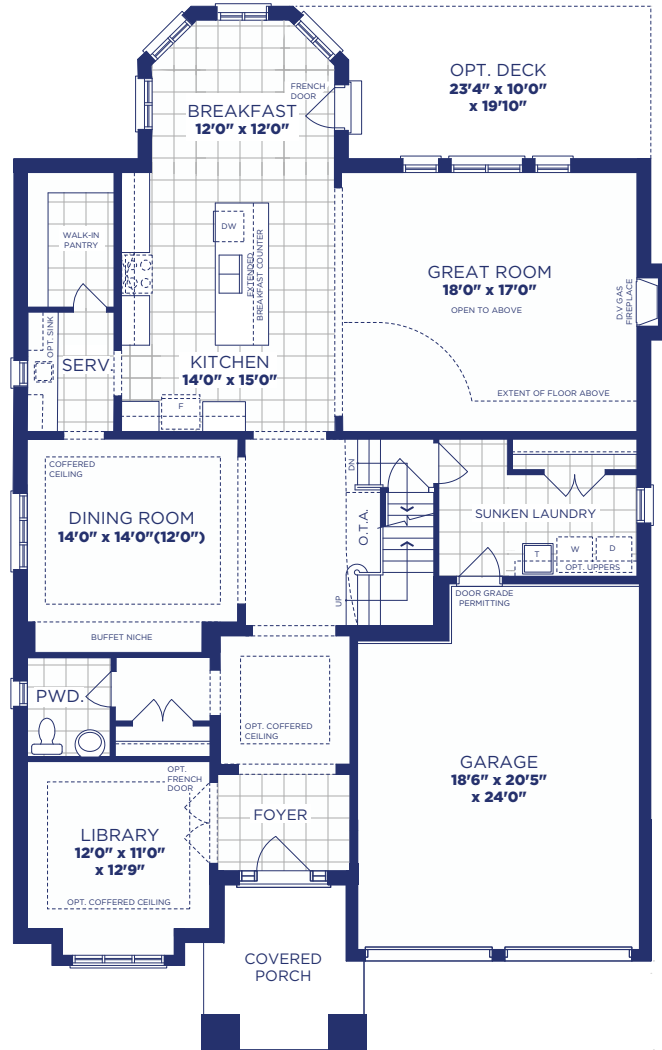 OPT. DECK
23'4" x 10'0"
x 19'10"
FRENCH
DOOR
BREAKFAST
12'0" x 12'0"
WALK-IN
PANTRY
DW
EXTENDED
BREAKFAST COUNTER
GREAT ROOM
18'0" x 17'0"
OPEN TO ABOVE
D.V GAS
FIREPLACE
OPT. SINK
SERV.
KITCHEN
14'0" x 15'0"
F
EXTENT OF FLOOR ABOVE
COFFERED
CEILING
DINING ROOM
14'0" x 14'0"(12'0")
DN
O.T.A.
UP
SUNKEN LAUNDRY
T
W
D
OPT. UPPERS
DOOR GRADE
PERMITTING
BUFFET NICHE
PWD.
OPT. COFFERED
CEILING
OPT.
FRENCH
DOOR
GARAGE
18'6" x 20'5"
x 24'0"
FOYER
LIBRARY
12'0" x 11'0"
x 12'9"
OPT. COFFERED CEILING
COVERED
PORCH